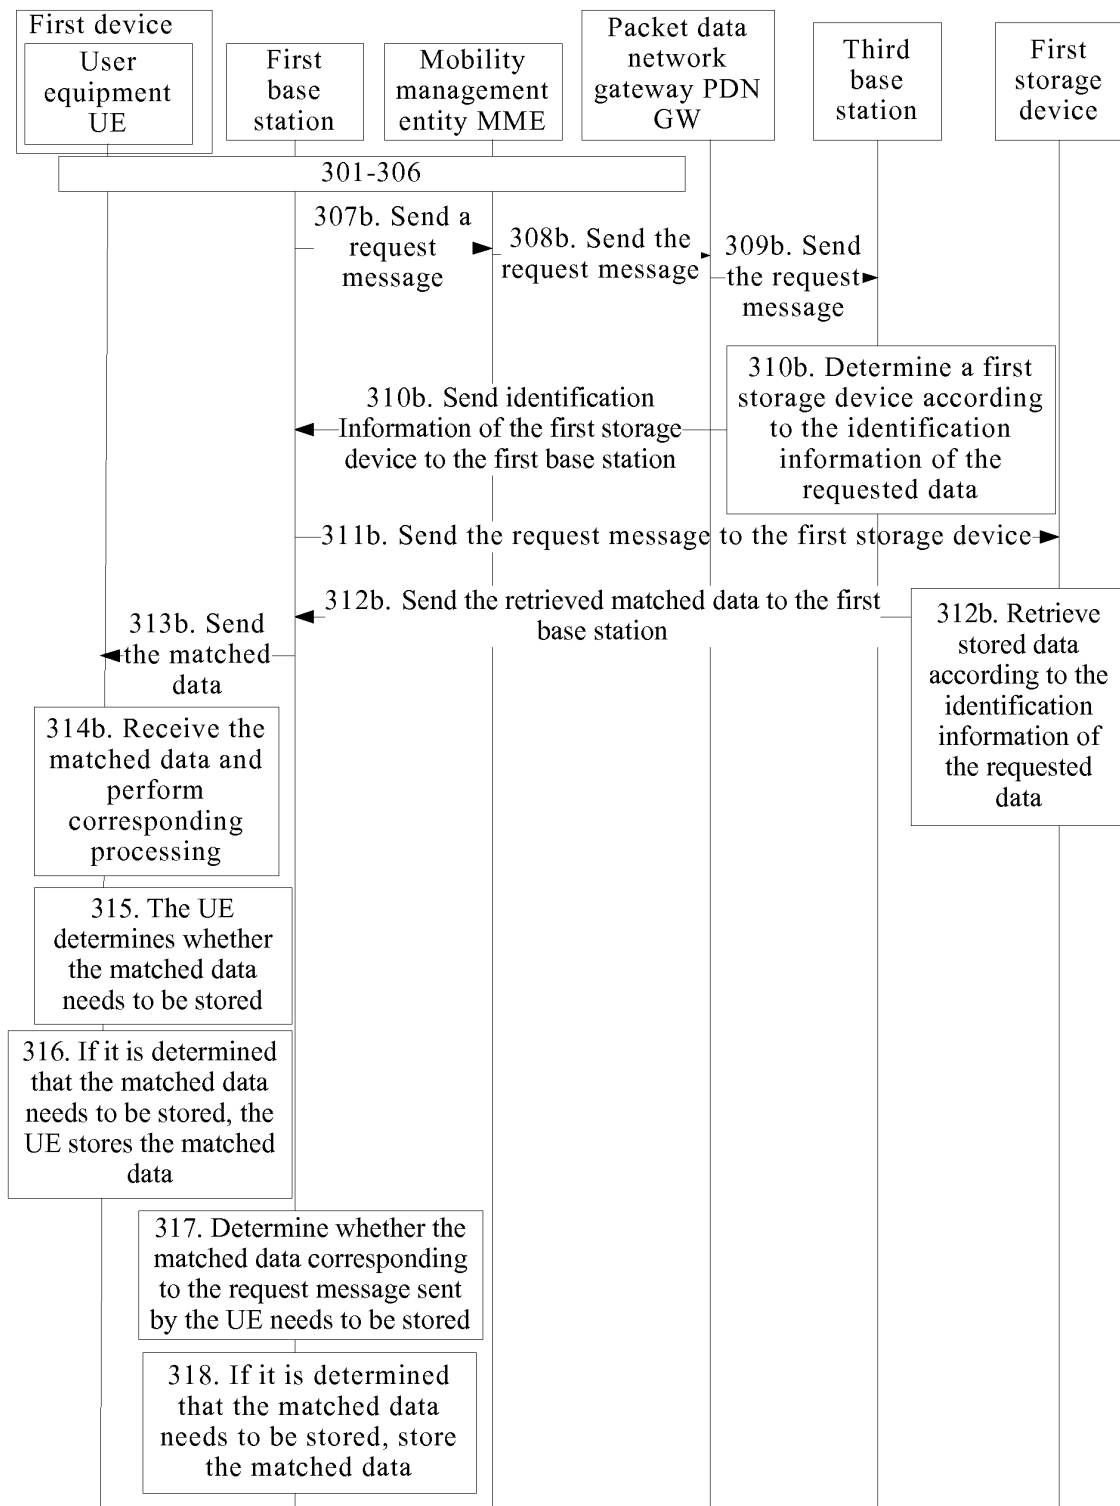 First device
User
equipment
UE
First
base
station
Mobility
management
entity MME
Packet data
network
gateway PDN
GW
Third
base
station
First
storage
device
301-306
307b. Send a
request
message
308b. Send the
request message
309b. Send
the request
message
310b. Determine a first
storage device according
to the identification
information of the
requested data
310b. Send identification
Information of the first storage
device to the first base station
311b. Send the request message to the first storage device
312b. Retrieve
stored data
according to the
identification
information of
the requested
data
312b. Send the retrieved matched data to the first
base station
313b. Send
the matched
data
314b. Receive the
matched data and
perform
corresponding
processing
315. The UE
determines whether
the matched data
needs to be stored
316. If it is determined
that the matched data
needs to be stored, the
UE stores the matched
data
317. Determine whether the
matched data corresponding
to the request message sent
by the UE needs to be stored
318. If it is determined
that the matched data
needs to be stored, store
the matched data